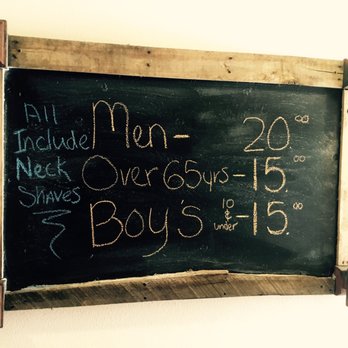 All
Include
Neck
Shaves
Men - 20.00
Over 65yrs - 15.00
Boy's 10 & under - 15.00